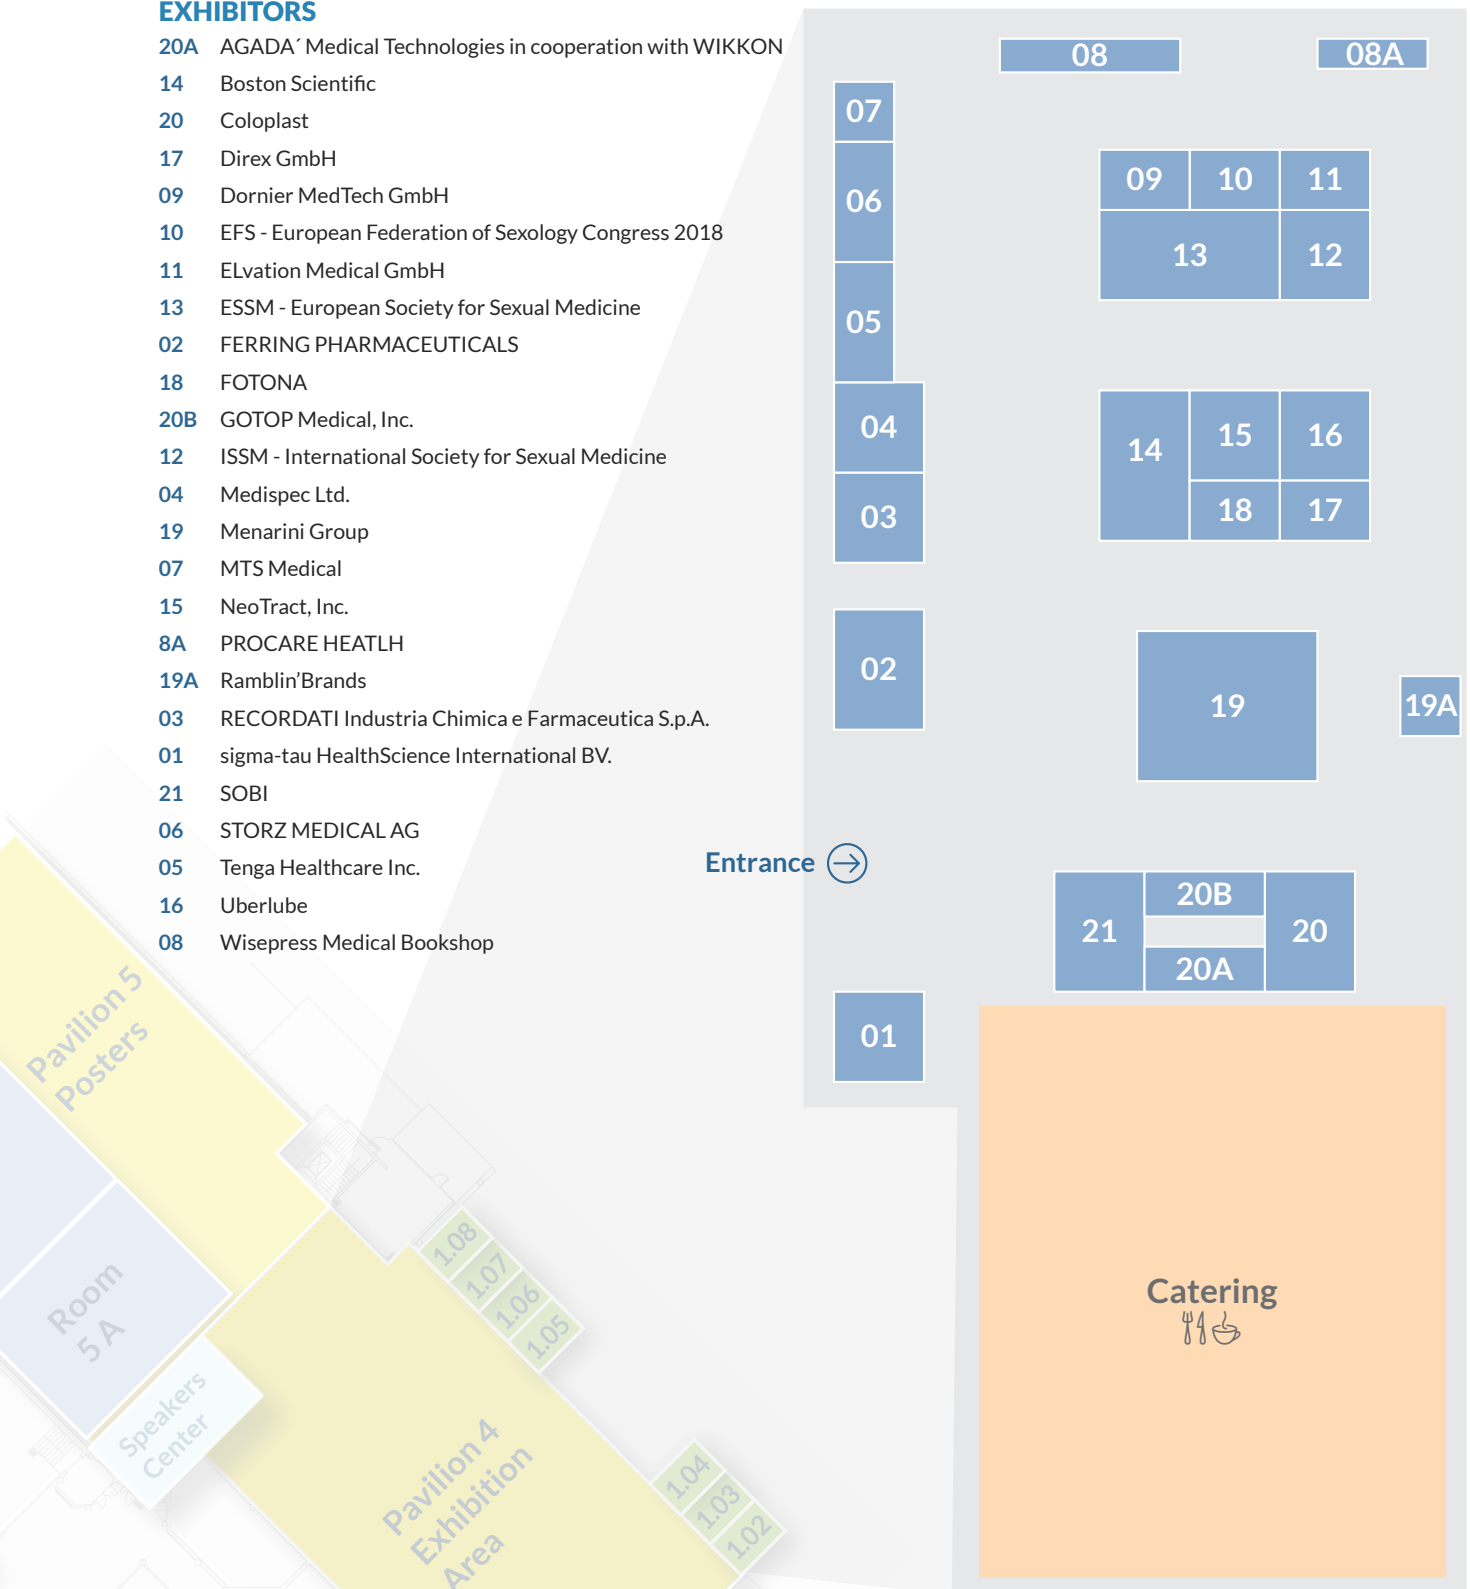 EXHIBITORS
20A AGADA´ Medical Technologies in cooperation with WIKKON
14 Boston Scientific
20 Coloplast
17 Direx GmbH
09 Dornier MedTech GmbH
10 EFS - European Federation of Sexology Congress 2018
11 ELvation Medical GmbH
13 ESSM - European Society for Sexual Medicine
02 FERRING PHARMACEUTICALS
18 FOTONA
20B GOTOP Medical, Inc.
12 ISSM - International Society for Sexual Medicine
04 Medispec Ltd.
19 Menarini Group
07 MTS Medical
15 NeoTract, Inc.
8A PROCARE HEATLH
19A Ramblin’Brands
03 RECORDATI Industria Chimica e Farmaceutica S.p.A.
01 sigma-tau HealthScience International BV.
21 SOBI
06 STORZ MEDICAL AG
05 Tenga Healthcare Inc.
16 Uberlube
08 Wisepress Medical Bookshop
08
08A
07
06
05
04
03
02
01
09
10
11
13
12
14
15
16
18
17
19
19A
Entrance
20B
21
20
20A
Catering
Pavilion 5
Posters
Room
5 A
Speakers
Center
Pavilion 4
Exhibition
Area
1.08
1.07
1.06
1.05
1.04
1.03
1.02